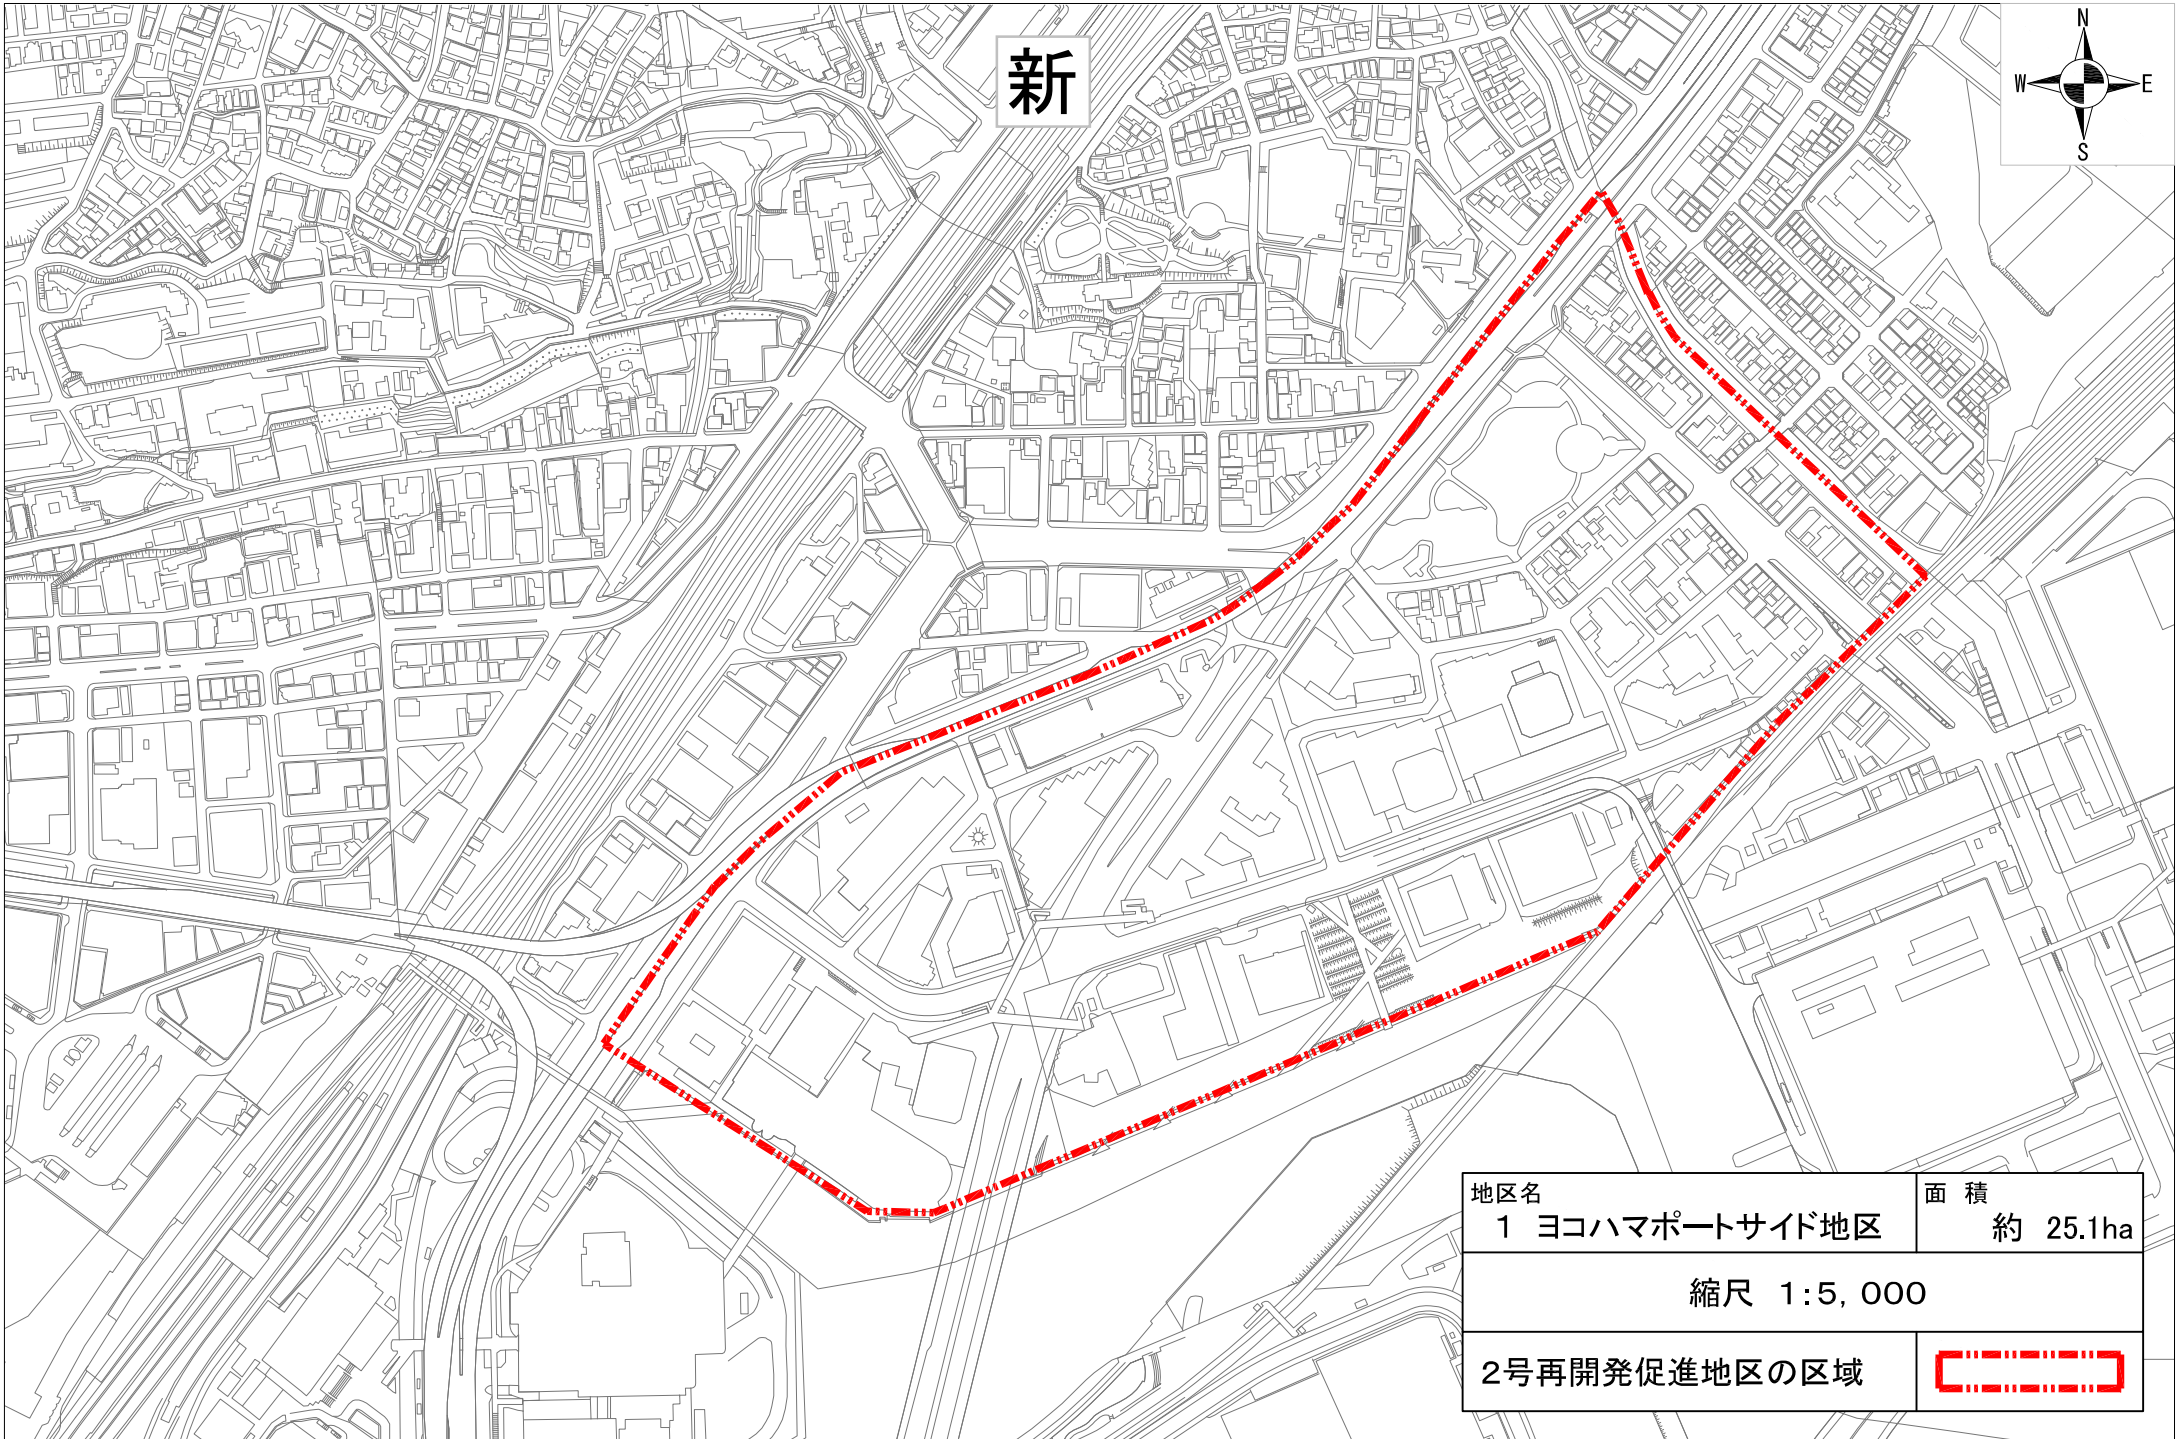 新
N
W E
S
地区名
1 ヨコハマポートサイド地区
面 積
約 25.1ha
縮尺 1:5,000
2号再開発促進地区の区域